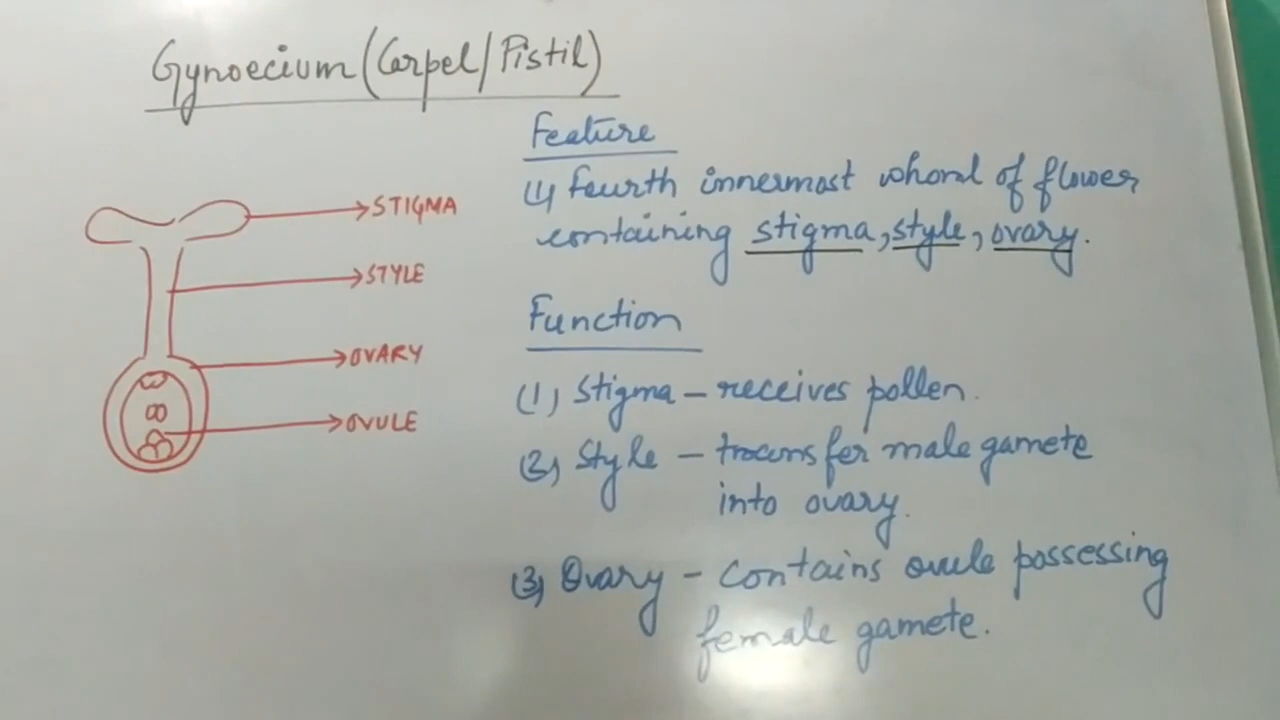 Gynoecium (Carpel/Pistil)
STIGMA
STYLE
OVARY
OVULE
Feature
(1) Fourth innermost whoral of flower
containing stigma, style, ovary.
Function
(1) Stigma - receives pollen.
(2) Style - transfer male gamete
into ovary.
(3) Ovary - contains ovule possessing
female gamete.